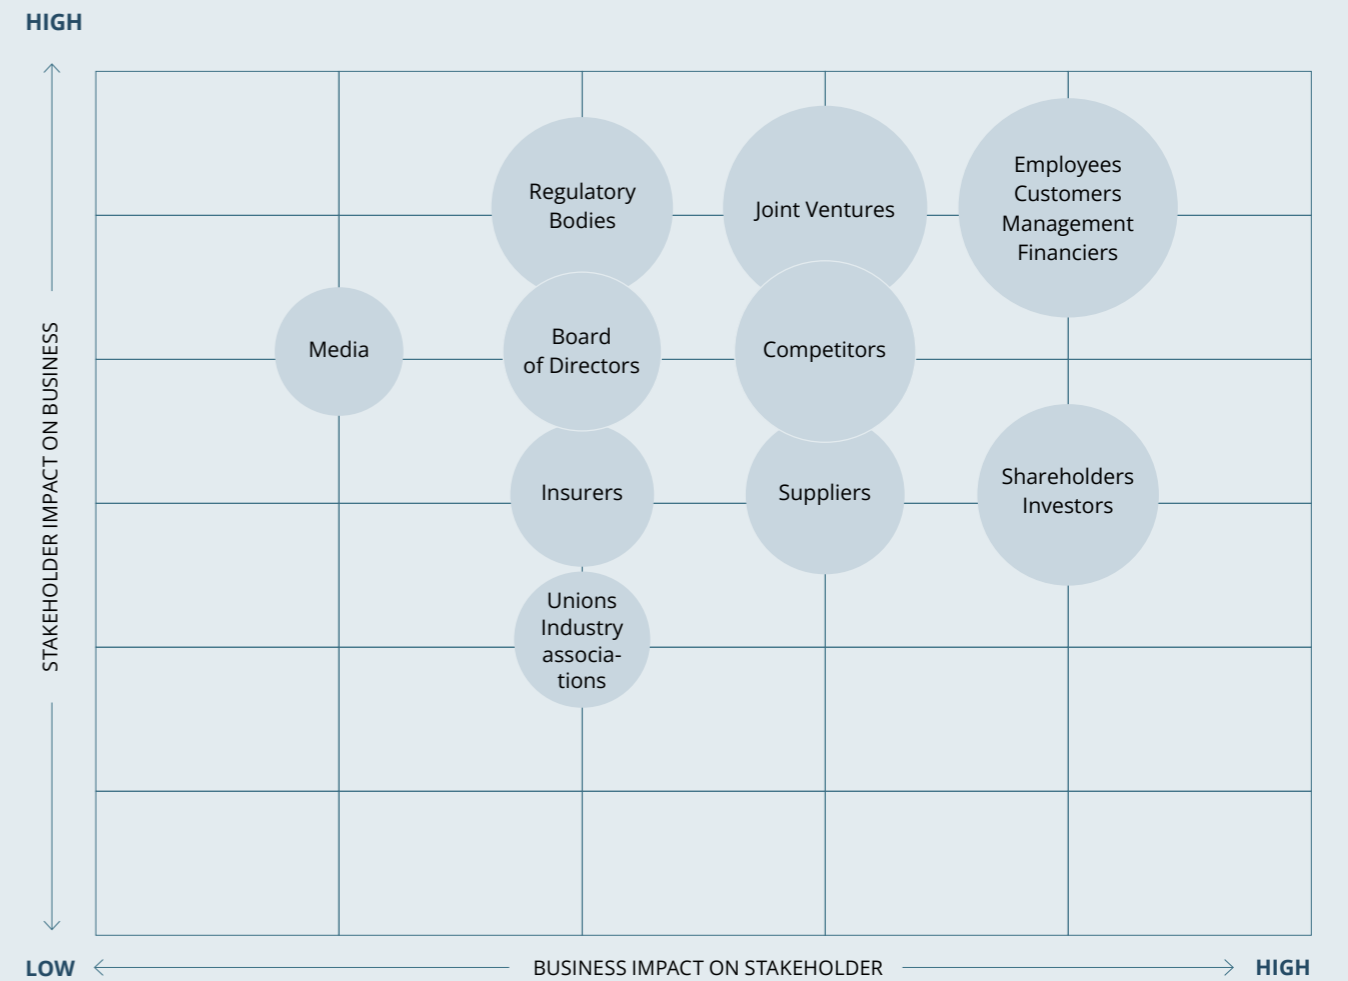 HIGH
Employees
Customers
Management
Financiers
Regulatory
Bodies
Joint Ventures
Media
Board
of Directors
Competitors
STAKEHOLDER IMPACT ON BUSINESS
Insurers
Suppliers
Shareholders
Investors
Unions
Industry
associa-
tions
LOW
BUSINESS IMPACT ON STAKEHOLDER
HIGH